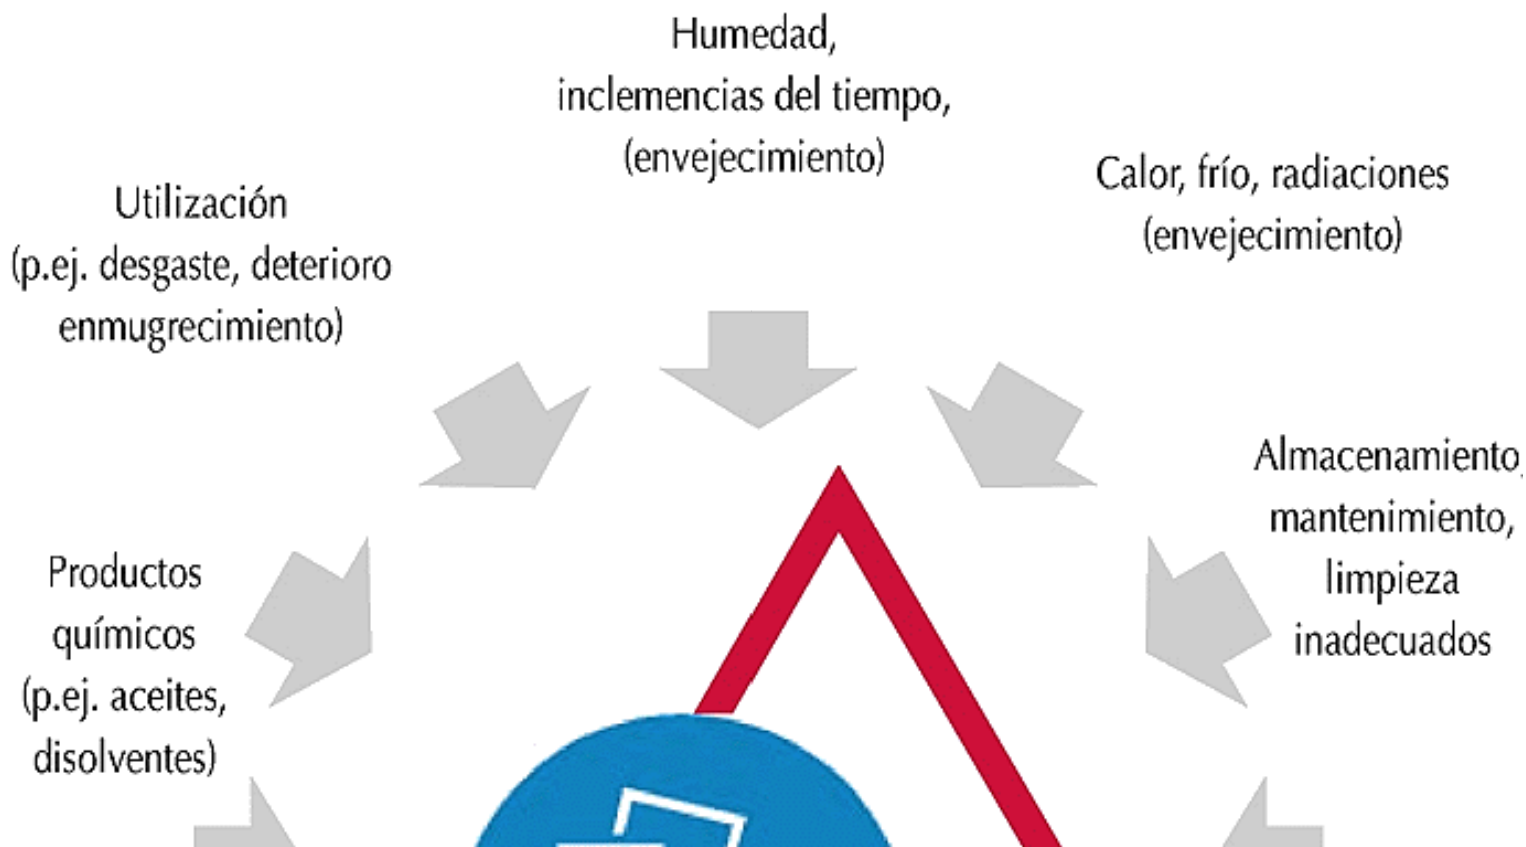 Humedad,
inclemencias del tiempo,
(envejecimiento)
Calor, frío, radiaciones
(envejecimiento)
Utilización
(p.ej. desgaste, deterioro
enmugrecimiento)
Almacenamiento,
mantenimiento,
limpieza
inadecuados
Productos
químicos
(p.ej. aceites,
disolventes)